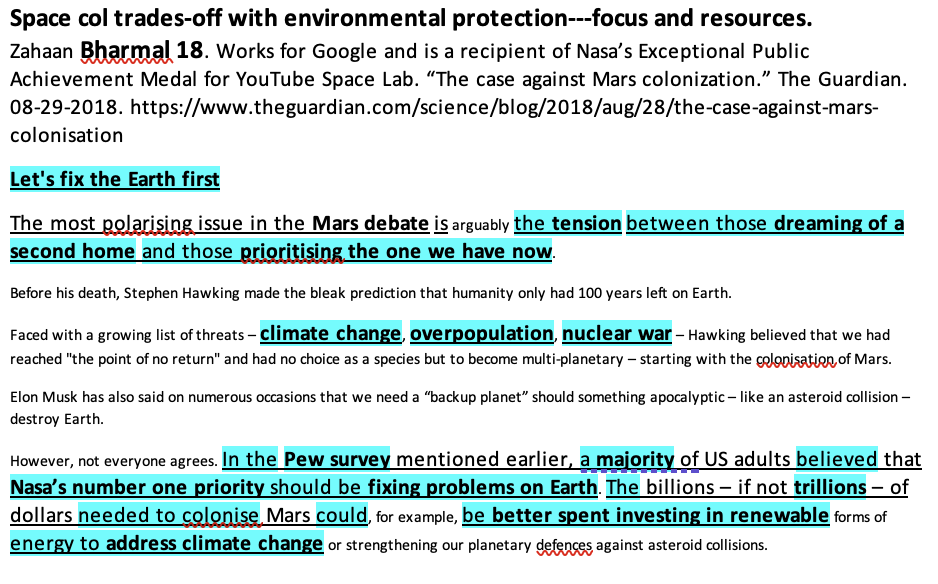 Space col trades-off with environmental protection---focus and resources.
Zahaan Bharmal 18. Works for Google and is a recipient of Nasa’s Exceptional Public
Achievement Medal for YouTube Space Lab. “The case against Mars colonization.” The Guardian.
08-29-2018. https://www.theguardian.com/science/blog/2018/aug/28/the-case-against-mars-
colonisation
Let's fix the Earth first
The most polarising issue in the Mars debate is arguably the tension between those dreaming of a
second home and those prioritising the one we have now.
Before his death, Stephen Hawking made the bleak prediction that humanity only had 100 years left on Earth.
Faced with a growing list of threats – climate change, overpopulation, nuclear war – Hawking believed that we had
reached "the point of no return" and had no choice as a species but to become multi-planetary – starting with the colonisation of Mars.
Elon Musk has also said on numerous occasions that we need a “backup planet” should something apocalyptic – like an asteroid collision –
destroy Earth.
However, not everyone agrees. In the Pew survey mentioned earlier, a majority of US adults believed that
Nasa’s number one priority should be fixing problems on Earth. The billions – if not trillions – of
dollars needed to colonise Mars could, for example, be better spent investing in renewable forms of
energy to address climate change or strengthening our planetary defences against asteroid collisions.